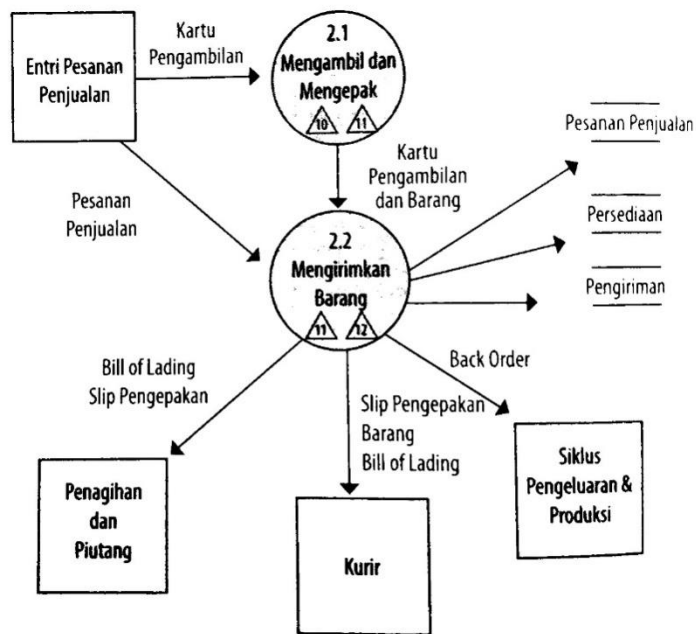 Entri Pesanan
Penjualan
Kartu
Pengambilan
2.1
Mengambil dan
Mengepak
10 11
Pesanan Penjualan
Kartu
Pengambilan
dan Barang
Pesanan
Penjualan
Persediaan
2.2
Mengirimkan
Barang
11 12
Pengiriman
Bill of Lading
Slip Pengepakan
Back Order
Slip Pengepakan
Barang
Bill of Lading
Penagihan
dan
Piutang
Kurir
Siklus
Pengeluaran &
Produksi